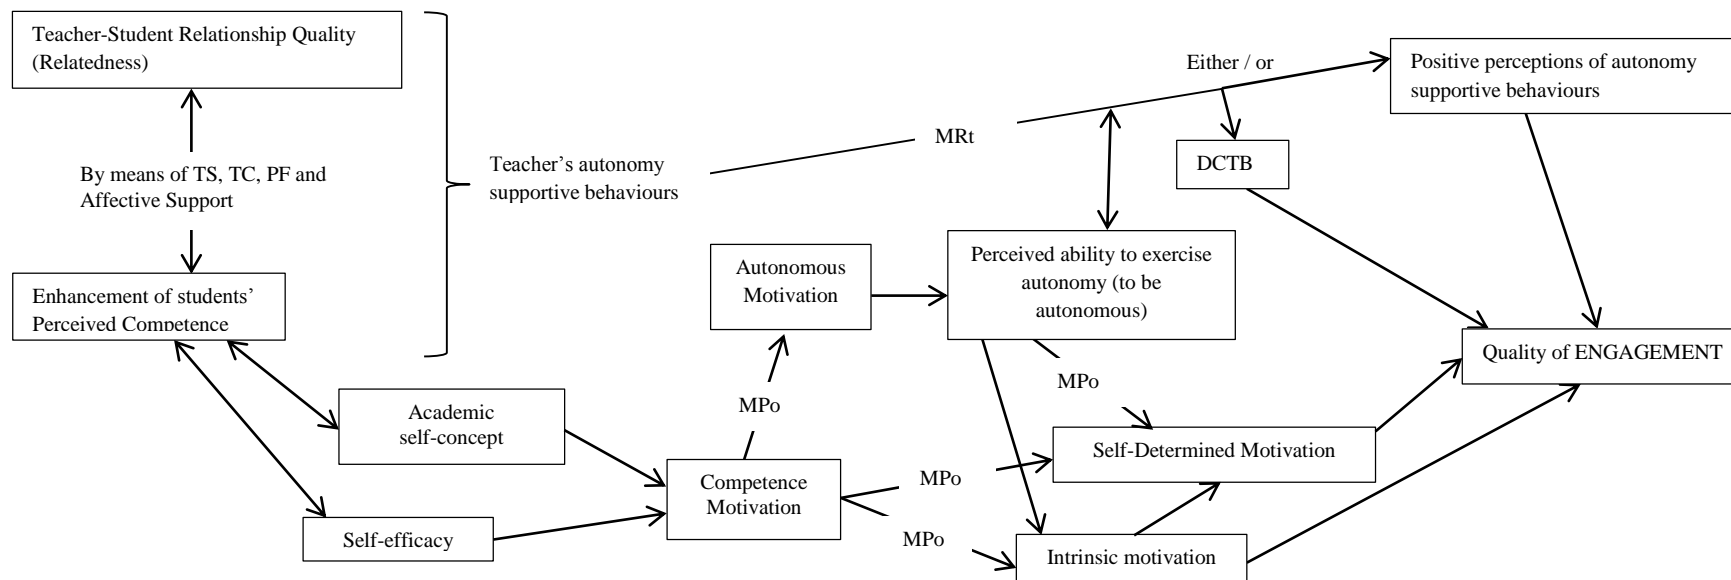 Teacher-Student Relationship Quality
(Relatedness)
By means of TS, TC, PF and
Affective Support
Enhancement of students’
Perceived Competence
Teacher’s autonomy
supportive behaviours
MRt
Either / or
Positive perceptions of autonomy
supportive behaviours
DCTB
Autonomous
Motivation
Perceived ability to exercise
autonomy (to be
autonomous)
Quality of ENGAGEMENT
MPo
MPo
Academic
self-concept
Self-Determined Motivation
Competence
Motivation
MPo
MPo
Self-efficacy
Intrinsic motivation